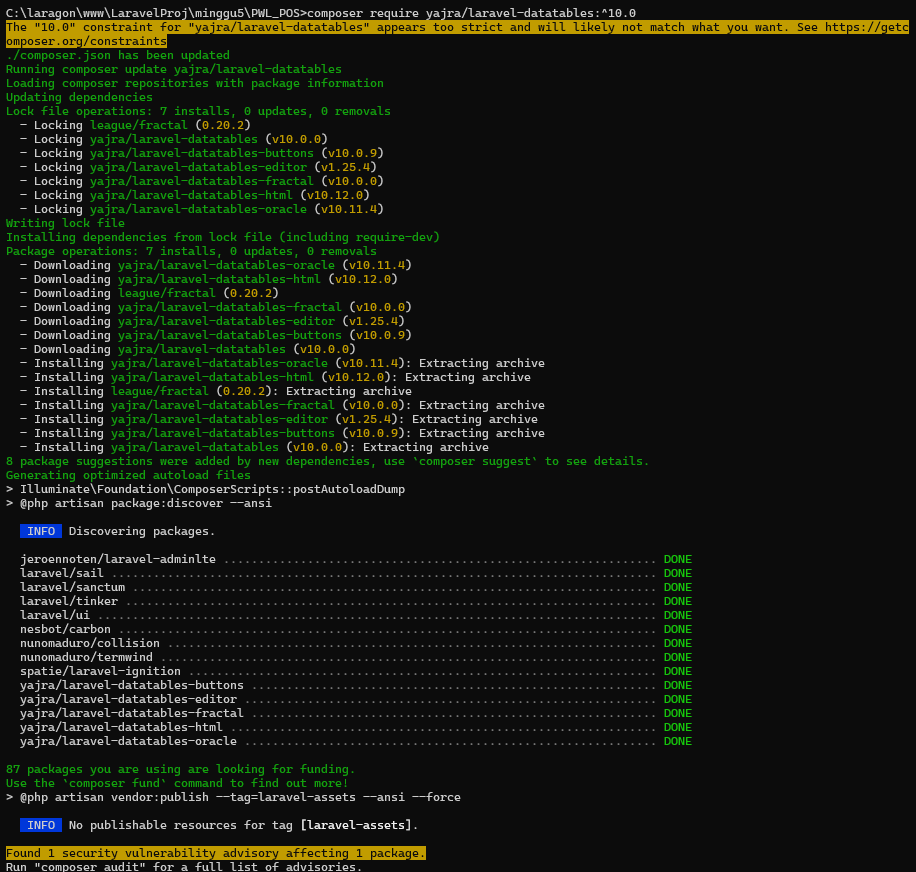 C:\laragon\www\LaravelProj\minggu5\PWL_POS>composer require yajra/laravel-datatables:^10.0
The "10.0" constraint for "yajra/laravel-datatables" appears too strict and will likely not match what you want. See https://getc
omposer.org/constraints
./composer.json has been updated
Running composer update yajra/laravel-datatables
Loading composer repositories with package information
Updating dependencies
Lock file operations: 7 installs, 0 updates, 0 removals
  - Locking league/fractal (0.20.2)
  - Locking yajra/laravel-datatables (v10.0.0)
  - Locking yajra/laravel-datatables-buttons (v10.0.9)
  - Locking yajra/laravel-datatables-editor (v1.25.4)
  - Locking yajra/laravel-datatables-fractal (v10.0.0)
  - Locking yajra/laravel-datatables-html (v10.12.0)
  - Locking yajra/laravel-datatables-oracle (v10.11.4)
Writing lock file
Installing dependencies from lock file (including require-dev)
Package operations: 7 installs, 0 updates, 0 removals
  - Downloading yajra/laravel-datatables-oracle (v10.11.4)
  - Downloading yajra/laravel-datatables-html (v10.12.0)
  - Downloading league/fractal (0.20.2)
  - Downloading yajra/laravel-datatables-fractal (v10.0.0)
  - Downloading yajra/laravel-datatables-editor (v1.25.4)
  - Downloading yajra/laravel-datatables-buttons (v10.0.9)
  - Downloading yajra/laravel-datatables (v10.0.0)
  - Installing yajra/laravel-datatables-oracle (v10.11.4): Extracting archive
  - Installing yajra/laravel-datatables-html (v10.12.0): Extracting archive
  - Installing league/fractal (0.20.2): Extracting archive
  - Installing yajra/laravel-datatables-fractal (v10.0.0): Extracting archive
  - Installing yajra/laravel-datatables-editor (v1.25.4): Extracting archive
  - Installing yajra/laravel-datatables-buttons (v10.0.9): Extracting archive
  - Installing yajra/laravel-datatables (v10.0.0): Extracting archive
8 package suggestions were added by new dependencies, use `composer suggest` to see details.
Generating optimized autoload files
> Illuminate\Foundation\ComposerScripts::postAutoloadDump
> @php artisan package:discover --ansi
INFO Discovering packages.
jeroennoten/laravel-adminlte .............................................................. DONE
laravel/sail .............................................................................. DONE
laravel/sanctum ........................................................................... DONE
laravel/tinker ............................................................................ DONE
laravel/ui ................................................................................ DONE
nesbot/carbon ............................................................................. DONE
nunomaduro/collision ...................................................................... DONE
nunomaduro/termwind ....................................................................... DONE
spatie/laravel-ignition ................................................................... DONE
yajra/laravel-datatables-buttons .......................................................... DONE
yajra/laravel-datatables-editor ........................................................... DONE
yajra/laravel-datatables-fractal .......................................................... DONE
yajra/laravel-datatables-html ............................................................. DONE
yajra/laravel-datatables-oracle ........................................................... DONE
87 packages you are using are looking for funding.
Use the `composer fund` command to find out more!
> @php artisan vendor:publish --tag=laravel-assets --ansi --force
INFO No publishable resources for tag [laravel-assets].
Found 1 security vulnerability advisory affecting 1 package.
Run "composer audit" for a full list of advisories.